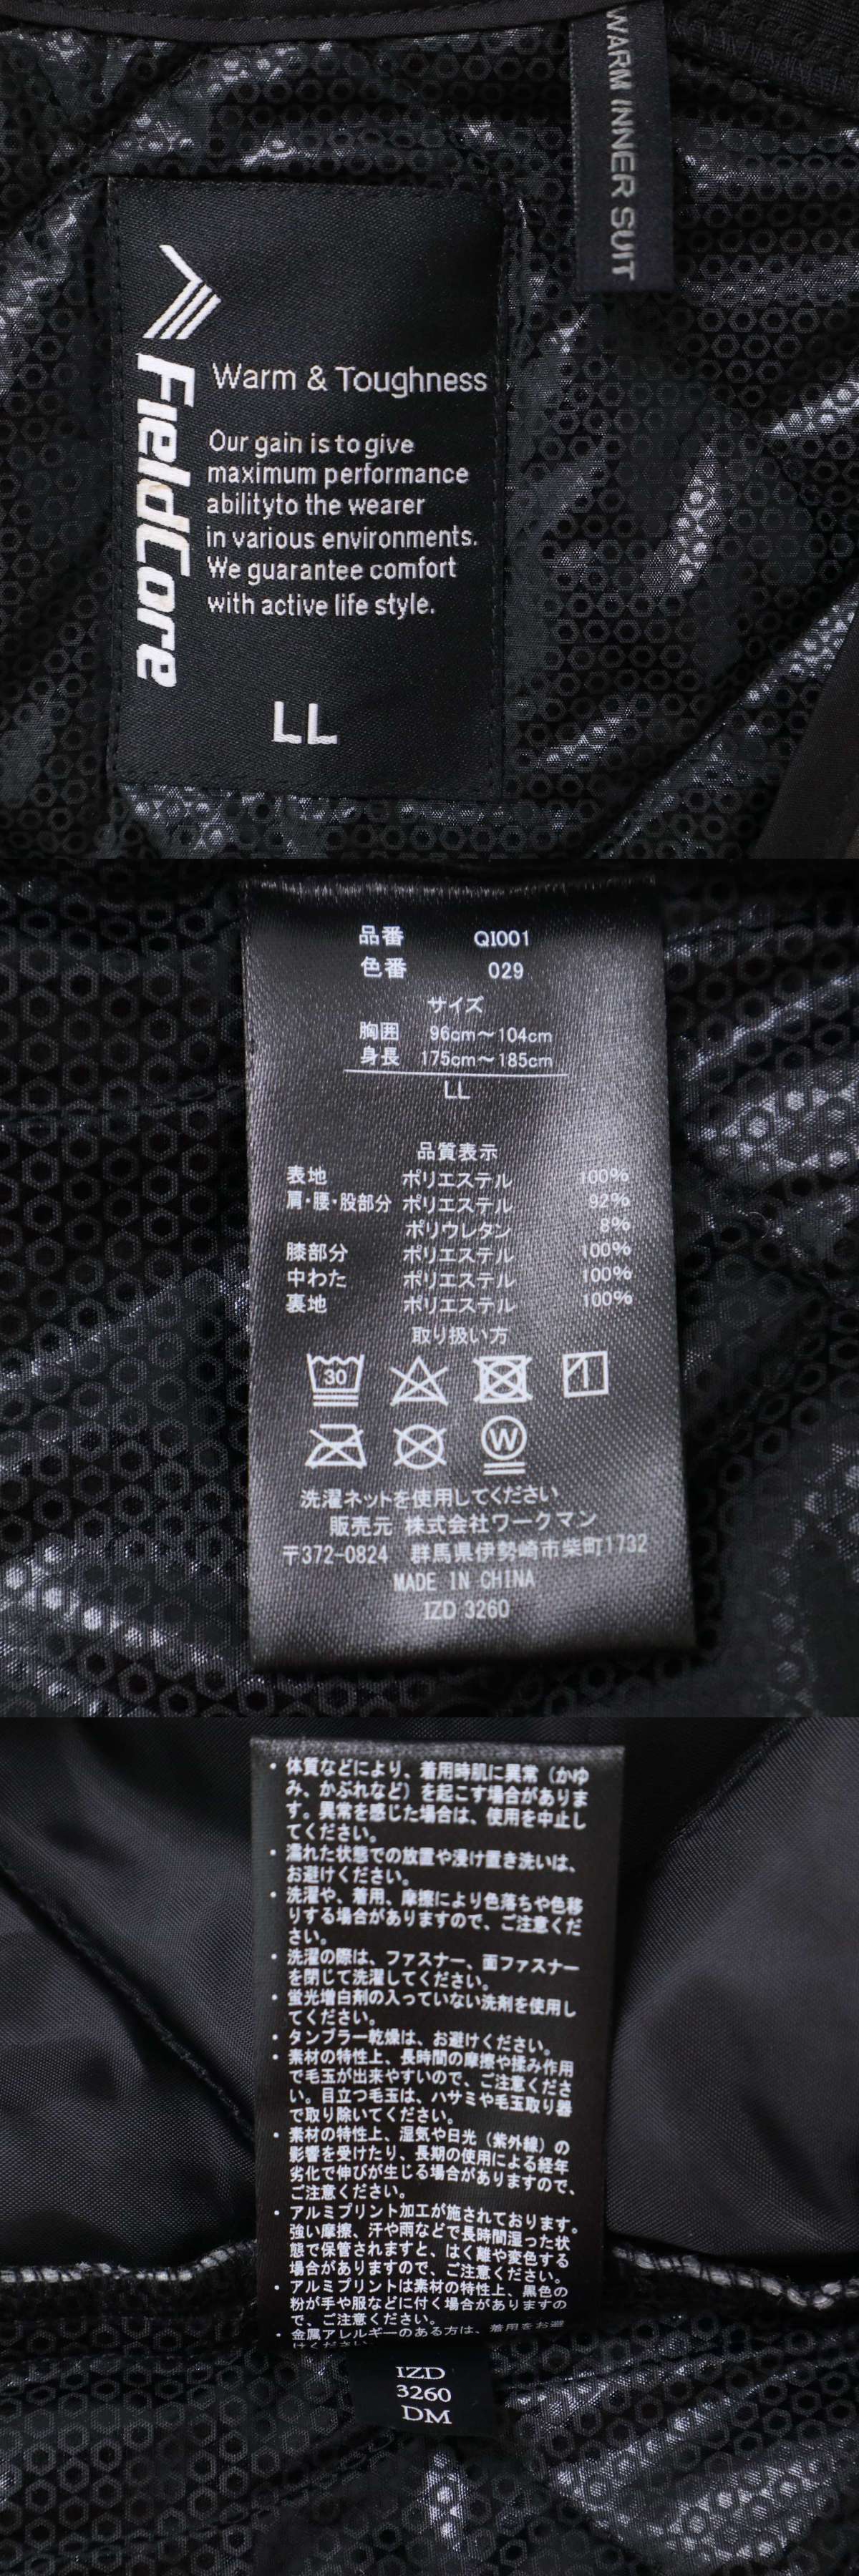 WARM INNER SUIT
FieldCore
Warm & Toughness
Our gain is to give
maximum performance
abilityto the wearer
in various environments.
We guarantee comfort
with active life style.
LL
品番 QI001
色番 029
サイズ
胸囲 96cm～104cm
身長 175cm～185cm
LL
品質表示
表地 ポリエステル 100%
肩・腰・股部分 ポリエステル 92%
ポリウレタン 8%
膝部分 ポリエステル 100%
中わた ポリエステル 100%
裏地 ポリエステル 100%
取り扱い方
30
W
洗濯ネットを使用してください
販売元 株式会社ワークマン
〒372-0824 群馬県伊勢崎市柴町1732
MADE IN CHINA
IZD 3260
・体質などにより、着用時肌に異常（かゆ
み、かぶれなど）を起こす場合がありま
す。異常を感じた場合は、使用を中止し
てください。
・濡れた状態での放置や浸け置き洗いは、
お避けください。
・洗濯や、着用、摩擦により色落ちや色移
りする場合がありますので、ご注意くだ
さい。
・洗濯の際は、ファスナー、面ファスナー
を閉じて洗濯してください。
・蛍光増白剤の入っていない洗剤を使用し
てください。
・タンブラー乾燥は、お避けください。
・素材の特性上、長時間の摩擦や揉み作用
で毛玉が出来やすいので、ご注意くださ
い。目立つ毛玉は、ハサミや毛玉取り器
で取り除いてください。
・素材の特性上、湿気や日光（紫外線）の
影響を受けたり、長期の使用による経年
劣化で伸びが生じる場合がありますので、
ご注意ください。
・アルミプリント加工が施されております。
強い摩擦、汗や雨などで長時間湿った状
態で保管されますと、はく離や変色する
場合がありますので、ご注意ください。
・アルミプリントは素材の特性上、黒色の
粉が手や服などに付く場合がありますの
で、ご注意ください。
・金属アレルギーのある方は、着用をお避
けください。
IZD
3260
DM